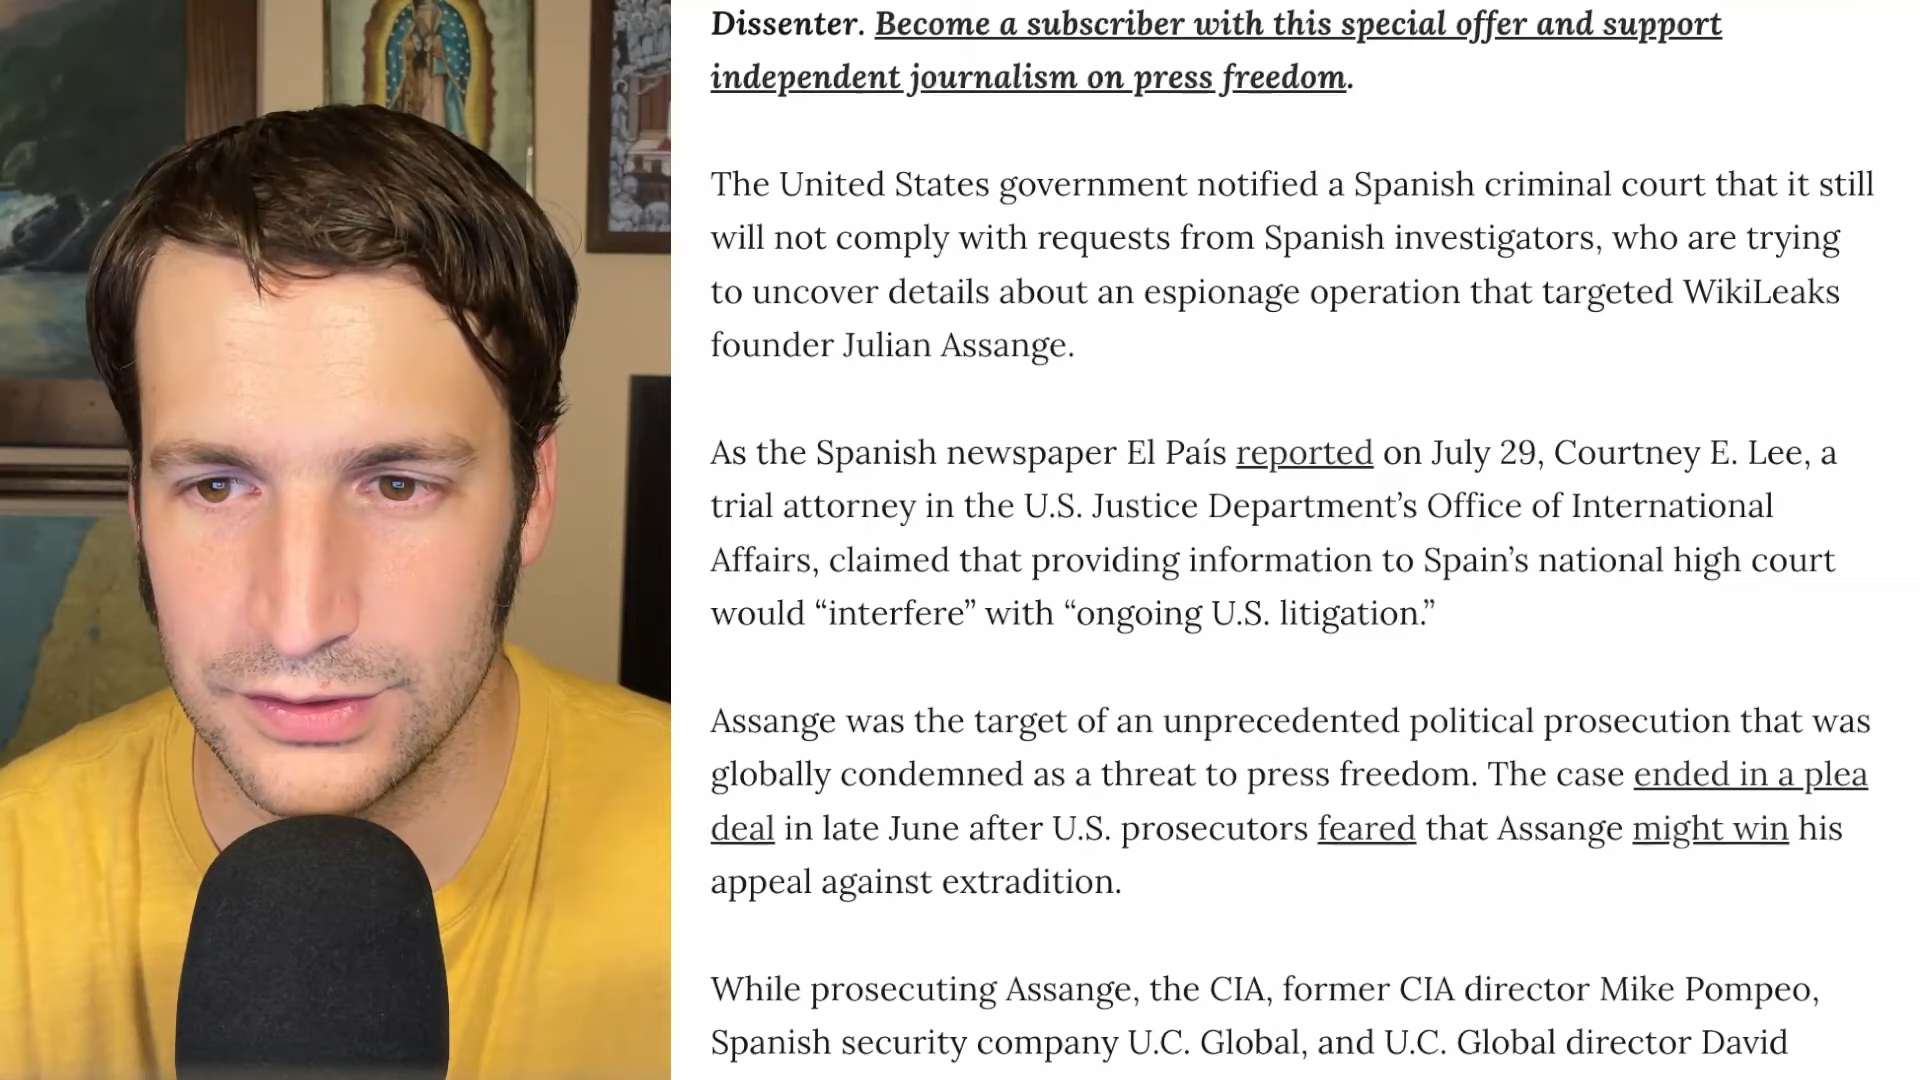 Dissenter. Become a subscriber with this special offer and support
independent journalism on press freedom.
The United States government notified a Spanish criminal court that it still
will not comply with requests from Spanish investigators, who are trying
to uncover details about an espionage operation that targeted WikiLeaks
founder Julian Assange.
As the Spanish newspaper El País reported on July 29, Courtney E. Lee, a
trial attorney in the U.S. Justice Department’s Office of International
Affairs, claimed that providing information to Spain’s national high court
would “interfere” with “ongoing U.S. litigation.”
Assange was the target of an unprecedented political prosecution that was
globally condemned as a threat to press freedom. The case ended in a plea
deal in late June after U.S. prosecutors feared that Assange might win his
appeal against extradition.
While prosecuting Assange, the CIA, former CIA director Mike Pompeo,
Spanish security company U.C. Global, and U.C. Global director David